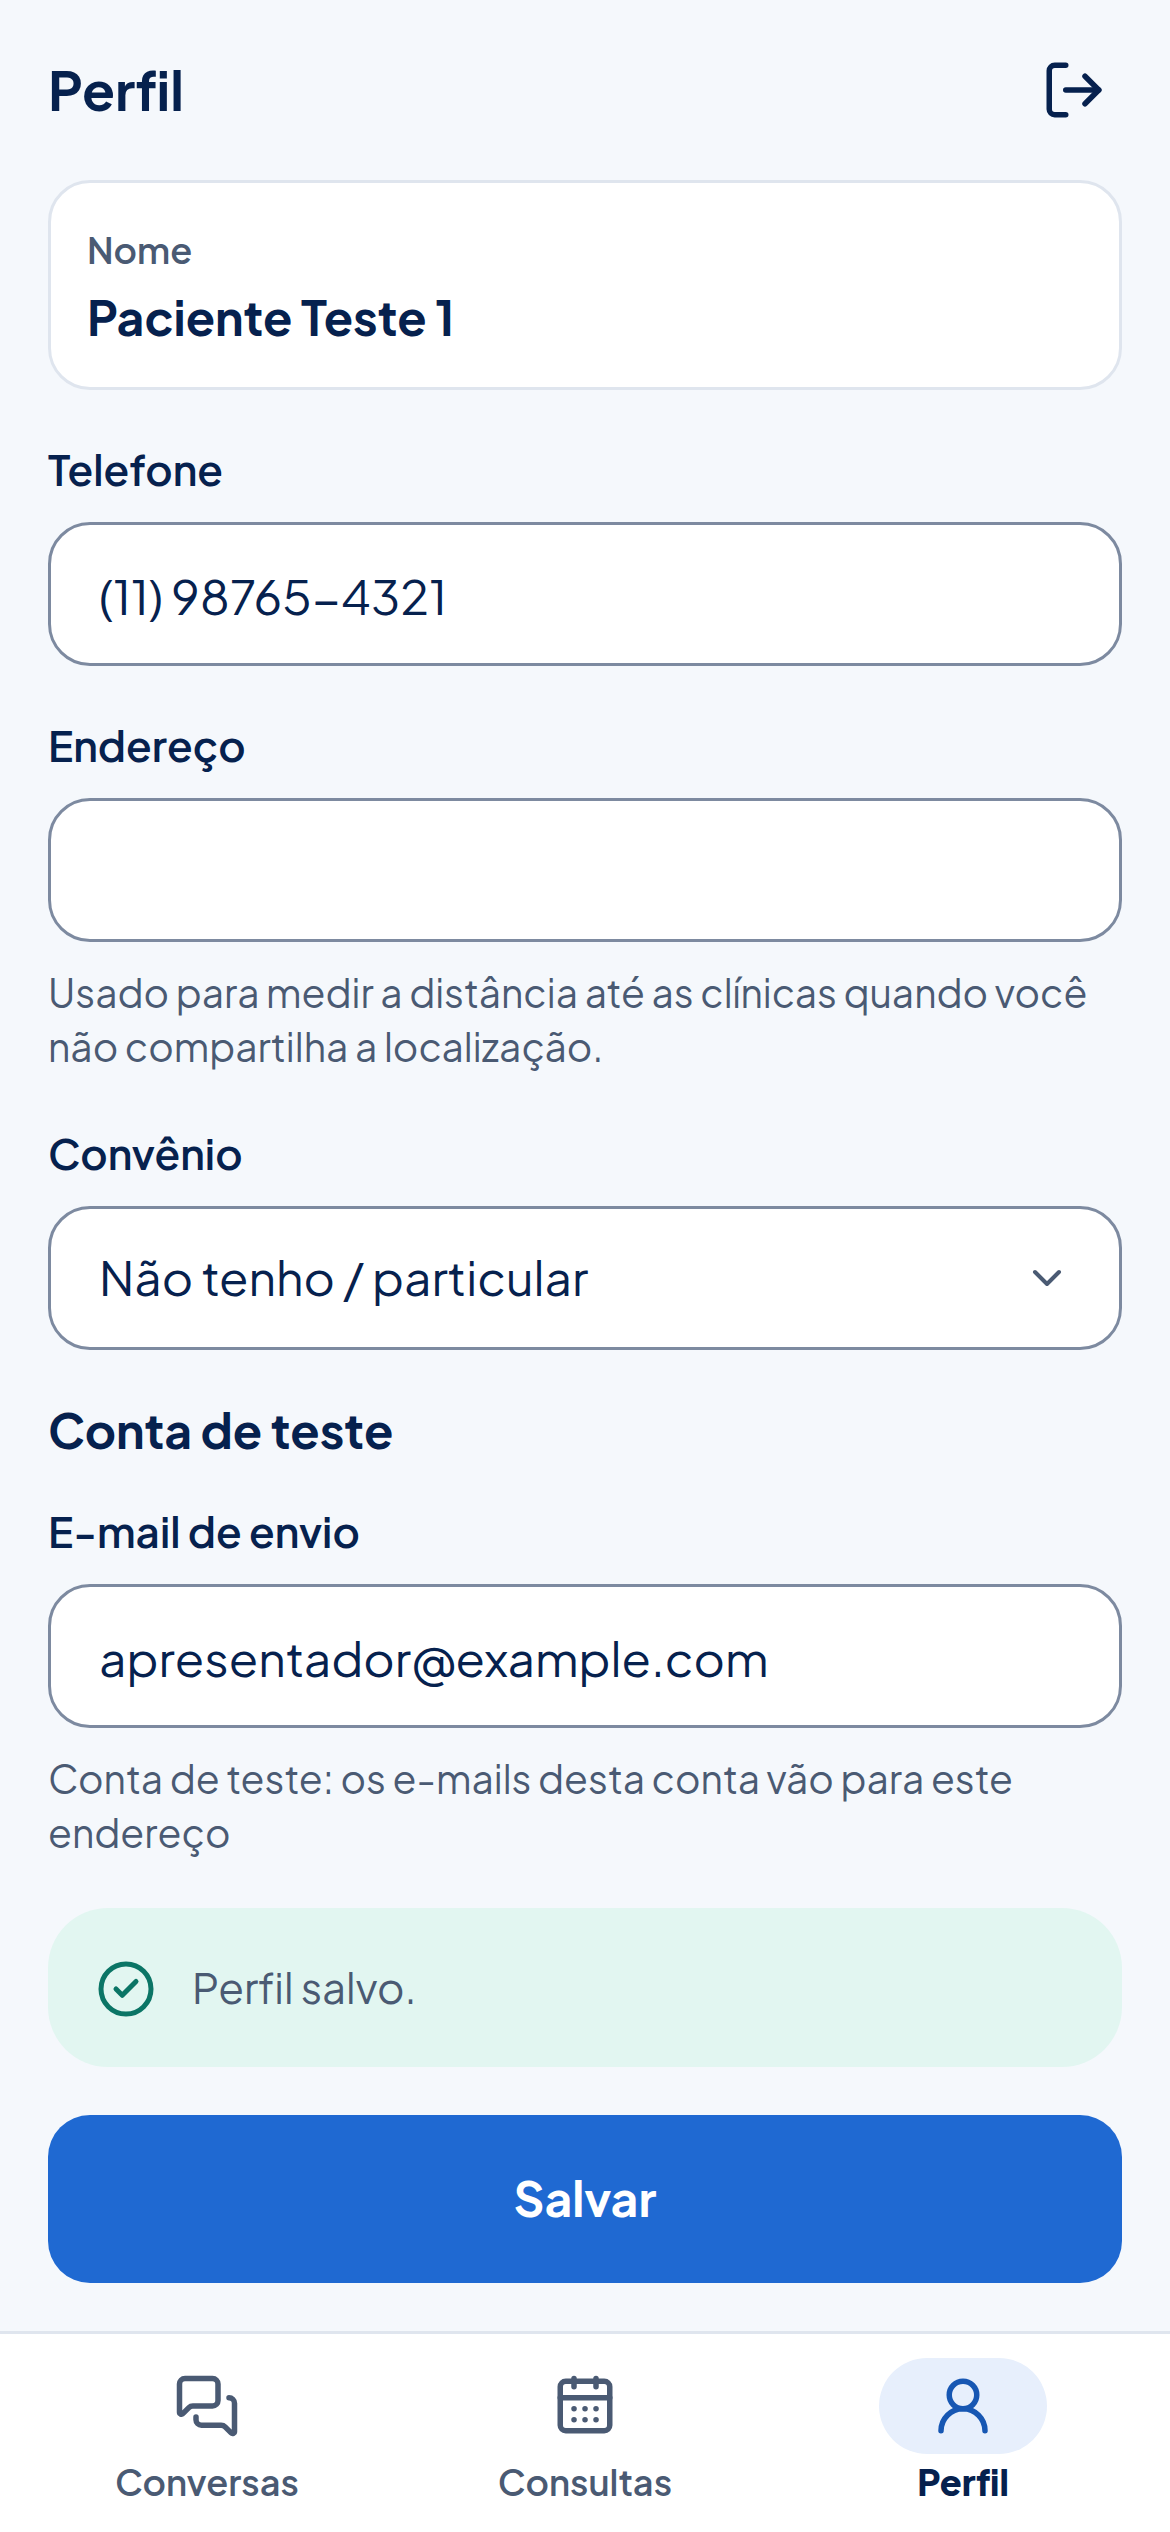 Perfil
Nome
Paciente Teste 1
Telefone
(11) 98765-4321
Endereço
Usado para medir a distância até as clínicas quando você
não compartilha a localização.
Convênio
Não tenho / particular
Conta de teste
E-mail de envio
apresentador@example.com
Conta de teste: os e-mails desta conta vão para este
endereço
Perfil salvo.
Salvar
Conversas
Consultas
Perfil